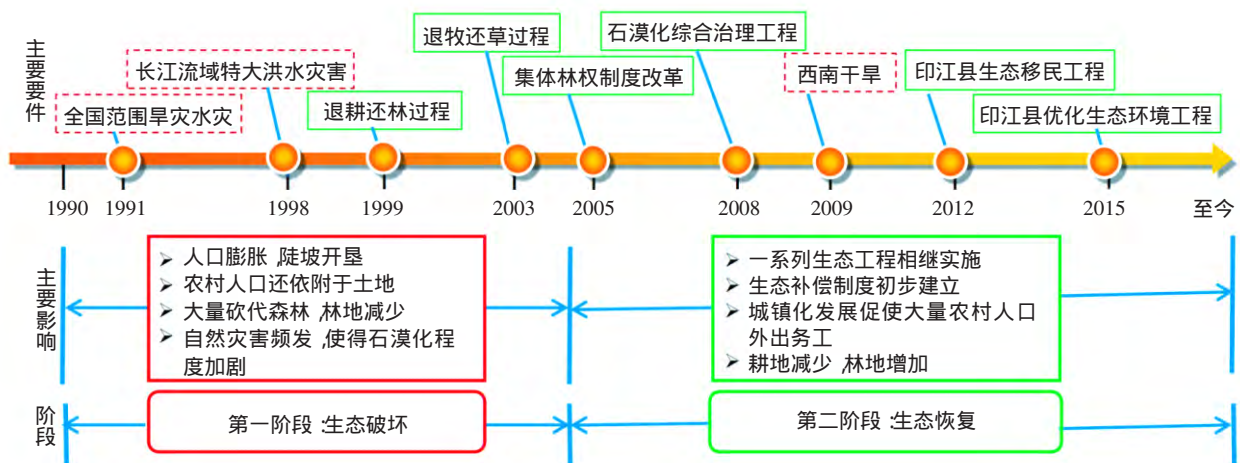 主要要件
长江流域特大洪水灾害
全国范围旱灾水灾
退耕还林过程
退牧还草过程
集体林权制度改革
石漠化综合治理工程
西南干旱
印江县生态移民工程
印江县优化生态环境工程
1990
1991
1998
1999
2003
2005
2008
2009
2012
2015
至今
主要影响
人口膨胀,陡坡开垦
农村人口还依附于土地
大量砍代森林,林地减少
自然灾害频发,使得石漠化程
度加剧
一系列生态工程相继实施
生态补偿制度初步建立
城镇化发展促使大量农村人口
外出务工
耕地减少,林地增加
阶段
第一阶段:生态破坏
第二阶段:生态恢复